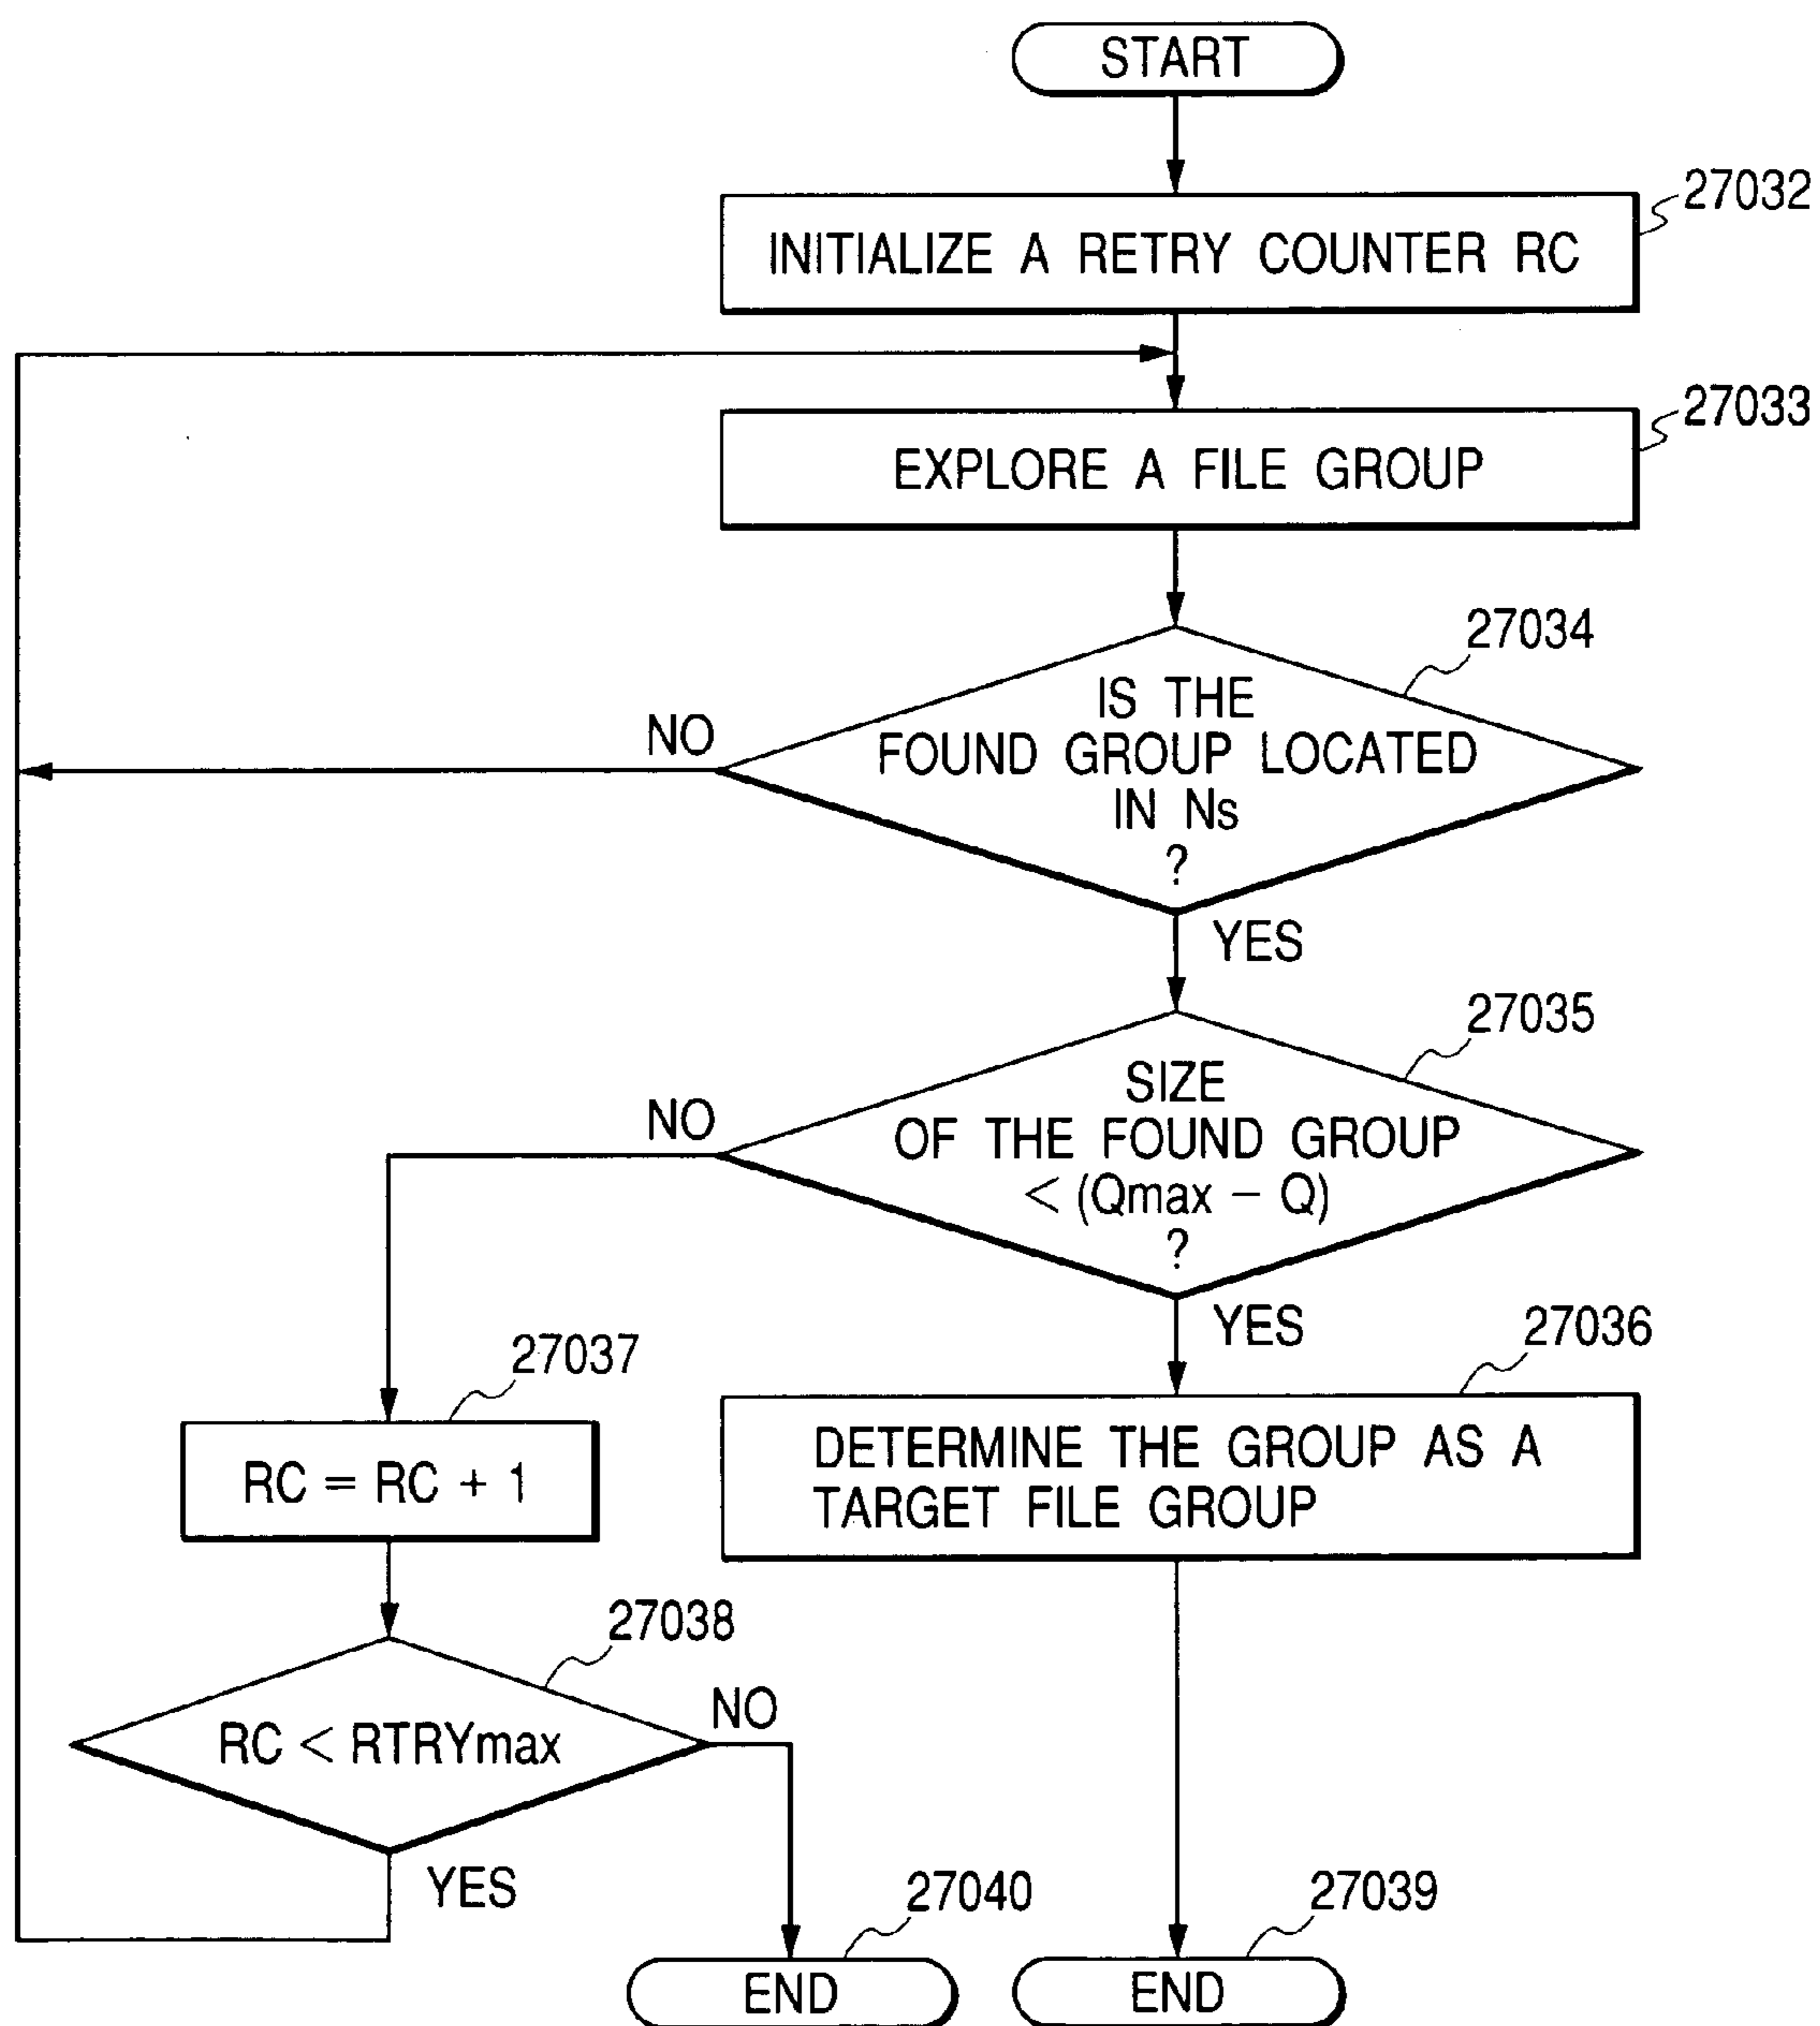 START
27032
INITIALIZE A RETRY COUNTER RC
27033
EXPLORE A FILE GROUP
27034
IS THE
FOUND GROUP LOCATED
IN Ns
?
NO
YES
27035
SIZE
OF THE FOUND GROUP
< (Qmax – Q)
?
NO
YES
27036
DETERMINE THE GROUP AS A
TARGET FILE GROUP
27037
RC = RC + 1
27038
RC < RTRYmax
NO
YES
27040
END
27039
END